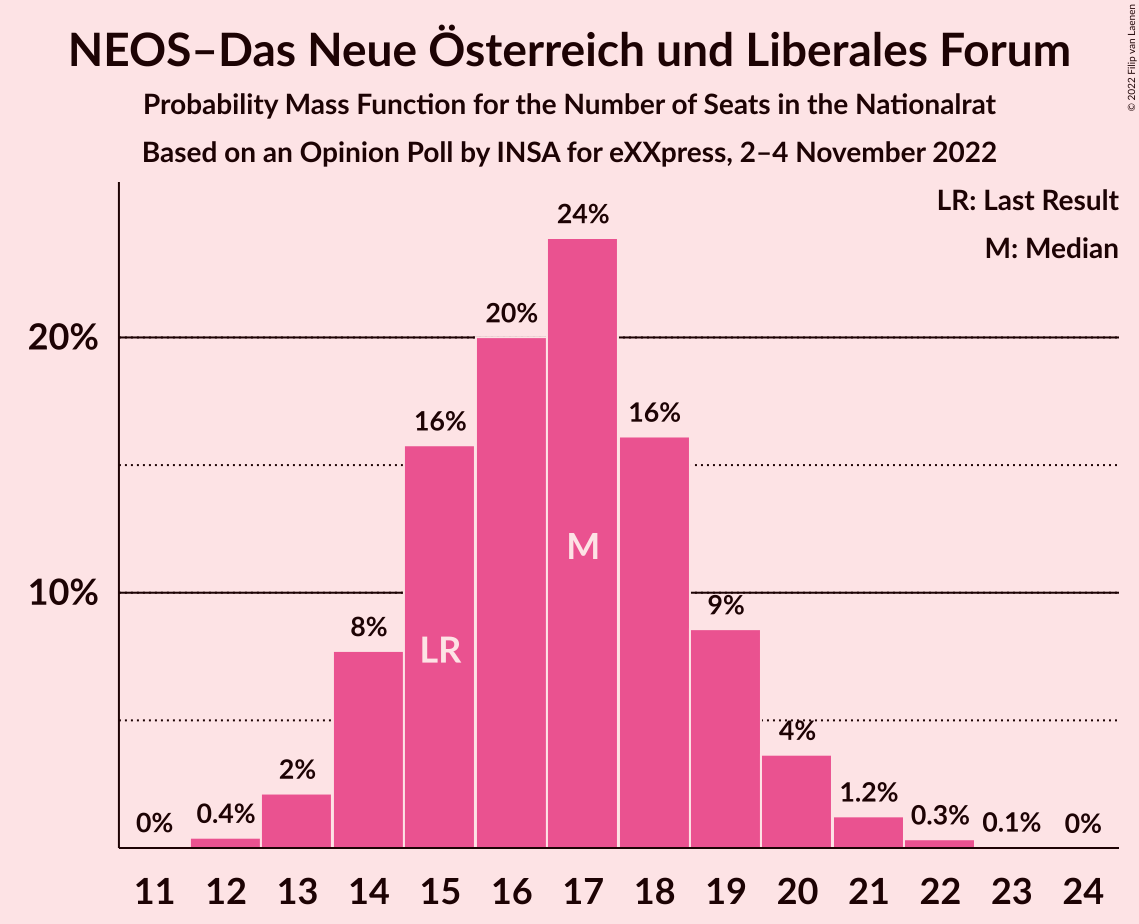 NEOS–Das Neue Österreich und Liberales Forum
Probability Mass Function for the Number of Seats in the Nationalrat
Based on an Opinion Poll by INSA for eXXpress, 2–4 November 2022
© 2022 Filip van Laenen
LR: Last Result
M: Median
20%
10%
0%
0.4%
2%
8%
16%
20%
24%
16%
9%
4%
1.2%
0.3%
0.1%
0%
LR
M
11 12 13 14 15 16 17 18 19 20 21 22 23 24